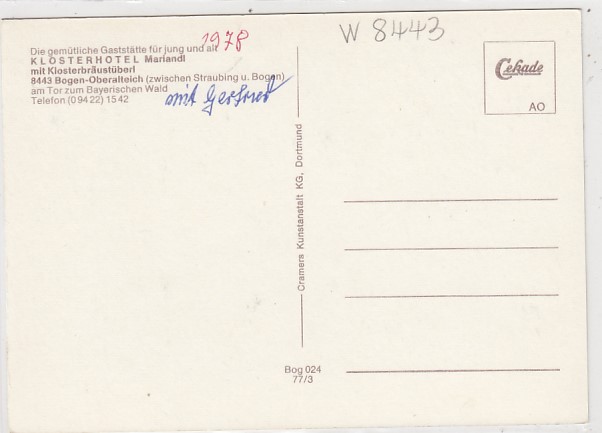 Die gemütliche Gaststätte für jung und alt
1978
KLOSTERHOTEL Mariandl
mit Klosterbräustüberl
8443 Bogen-Oberalteich (zwischen Straubing u. Bogen)
am Tor zum Bayerischen Wald
Telefon (09422) 1542
mit Gertrud
W 8443
Cekade
AO
Cramers Kunstanstalt KG, Dortmund
Bog 024
77/3